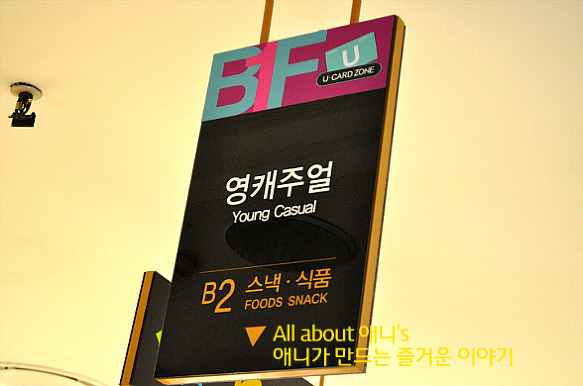 B1F
U
U·CARD ZONE
영캐주얼
Young Casual
B2 스낵·식품
FOODS SNACK
All about 애니's
애니가 만드는 즐거운 이야기